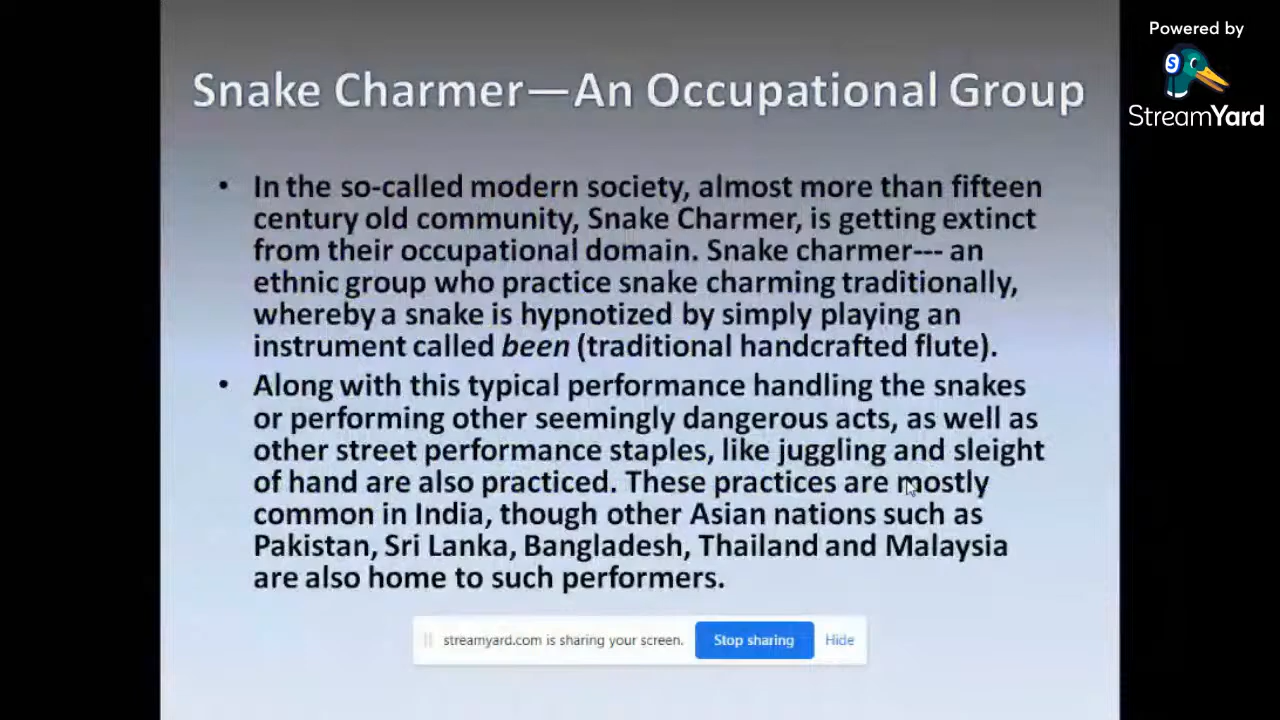 Powered by
StreamYard
Snake Charmer—An Occupational Group
• In the so-called modern society, almost more than fifteen
century old community, Snake Charmer, is getting extinct
from their occupational domain. Snake charmer--- an
ethnic group who practice snake charming traditionally,
whereby a snake is hypnotized by simply playing an
instrument called been (traditional handcrafted flute).
• Along with this typical performance handling the snakes
or performing other seemingly dangerous acts, as well as
other street performance staples, like juggling and sleight
of hand are also practiced. These practices are mostly
common in India, though other Asian nations such as
Pakistan, Sri Lanka, Bangladesh, Thailand and Malaysia
are also home to such performers.
streamyard.com is sharing your screen. Stop sharing Hide